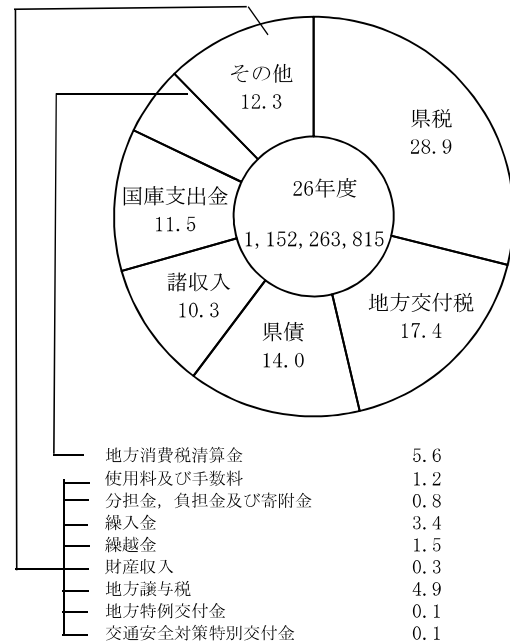 その他
12.3
県税
28.9
26年度
1,152,263,815
国庫支出金
11.5
諸収入
10.3
地方交付税
17.4
県債
14.0
地方消費税清算金 5.6
使用料及び手数料 1.2
分担金，負担金及び寄附金 0.8
繰入金 3.4
繰越金 1.5
財産収入 0.3
地方譲与税 4.9
地方特例交付金 0.1
交通安全対策特別交付金 0.1